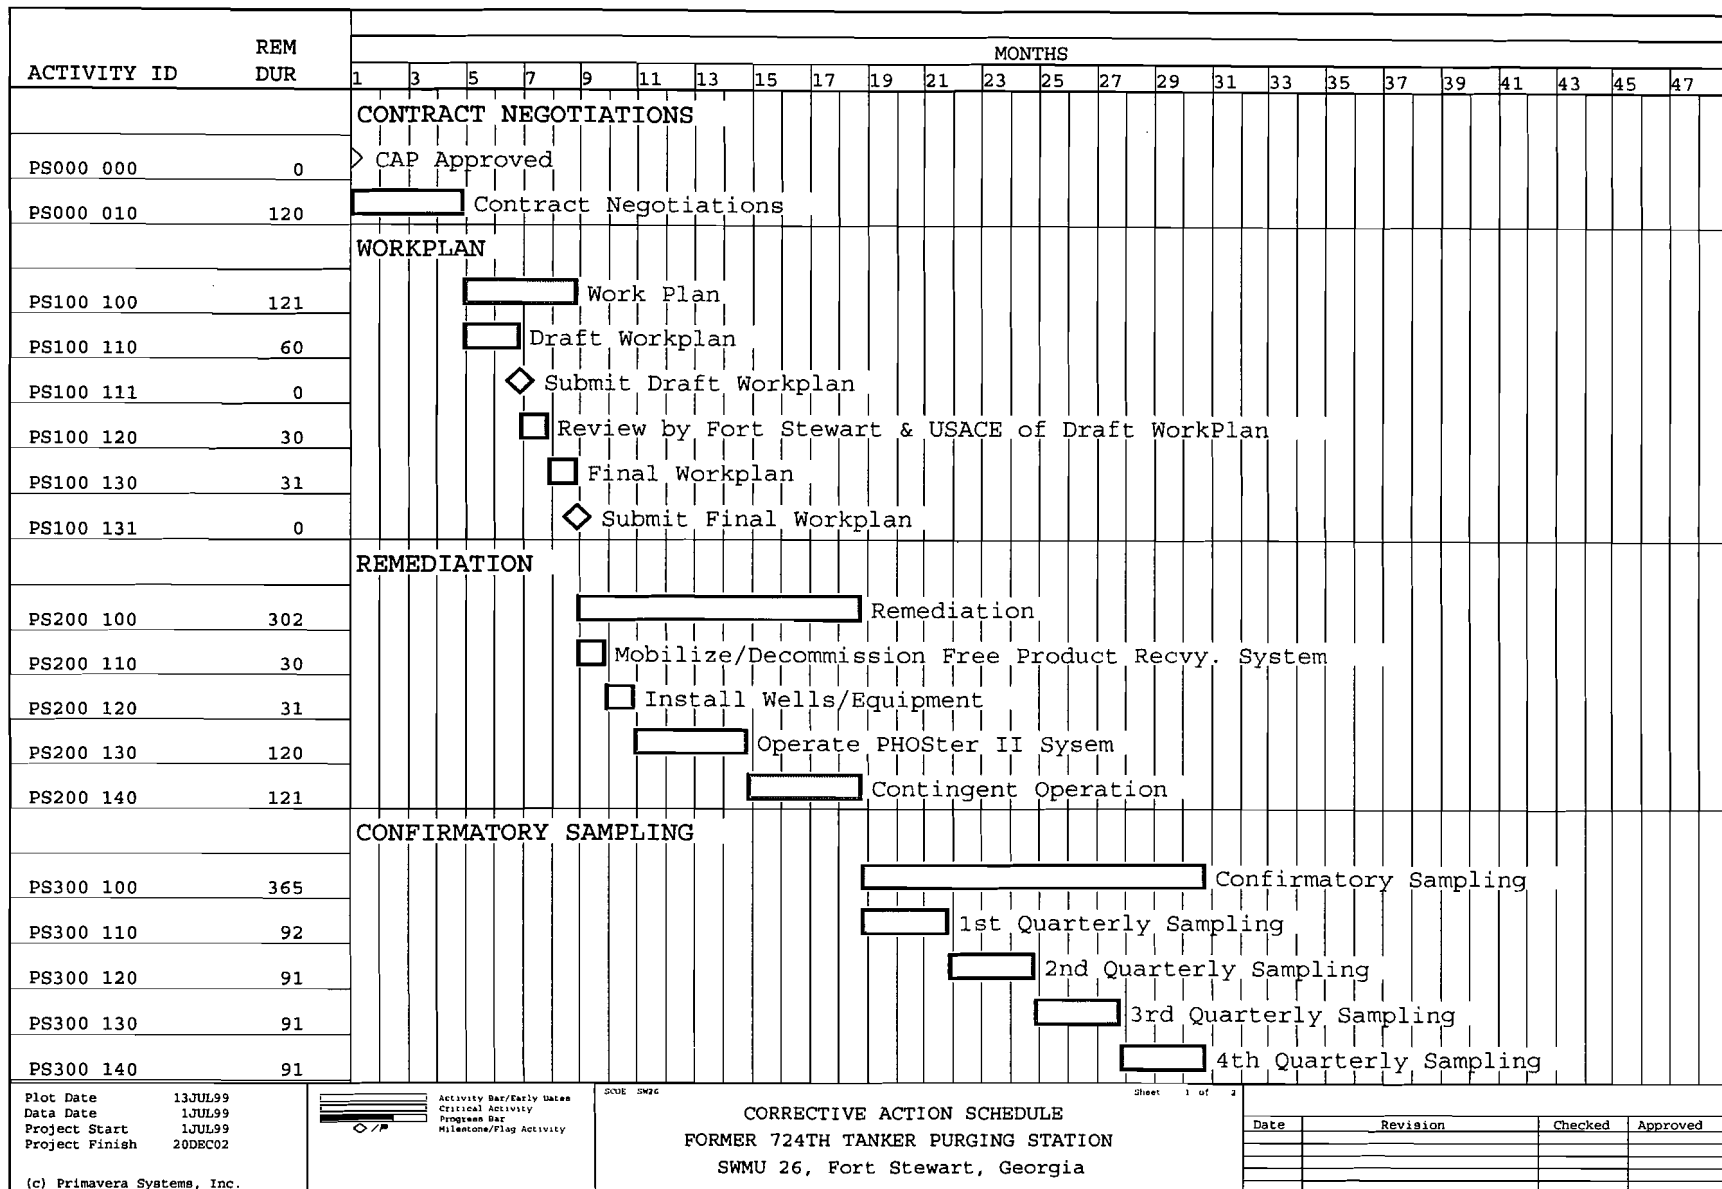 REM
MONTHS
ACTIVITY ID DUR
1 3 5 7 9 11 13 15 17 19 21 23 25 27 29 31 33 35 37 39 41 43 45 47
CONTRACT NEGOTIATIONS
PS000 000 0 CAP Approved
PS000 010 120 Contract Negotiations
WORKPLAN
PS100 100 121 Work Plan
PS100 110 60 Draft Workplan
PS100 111 0 Submit Draft Workplan
PS100 120 30 Review by Fort Stewart & USACE of Draft WorkPlan
PS100 130 31 Final Workplan
PS100 131 0 Submit Final Workplan
REMEDIATION
PS200 100 302 Remediation
PS200 110 30 Mobilize/Decommission Free Product Recvy. System
PS200 120 31 Install Wells/Equipment
PS200 130 120 Operate PHOSter II Sysem
PS200 140 121 Contingent Operation
CONFIRMATORY SAMPLING
PS300 100 365 Confirmatory Sampling
PS300 110 92 1st Quarterly Sampling
PS300 120 91 2nd Quarterly Sampling
PS300 130 91 3rd Quarterly Sampling
PS300 140 91 4th Quarterly Sampling
Plot Date 13JUL99
Data Date 1JUL99
Project Start 1JUL99
Project Finish 20DEC02
(c) Primavera Systems, Inc.
Activity Bar/Early Dates
Critical Activity
Progress Bar
Milestone/Flag Activity
SW26
Sheet 1 of 2
CORRECTIVE ACTION SCHEDULE
FORMER 724TH TANKER PURGING STATION
SWMU 26, Fort Stewart, Georgia
Date Revision Checked Approved